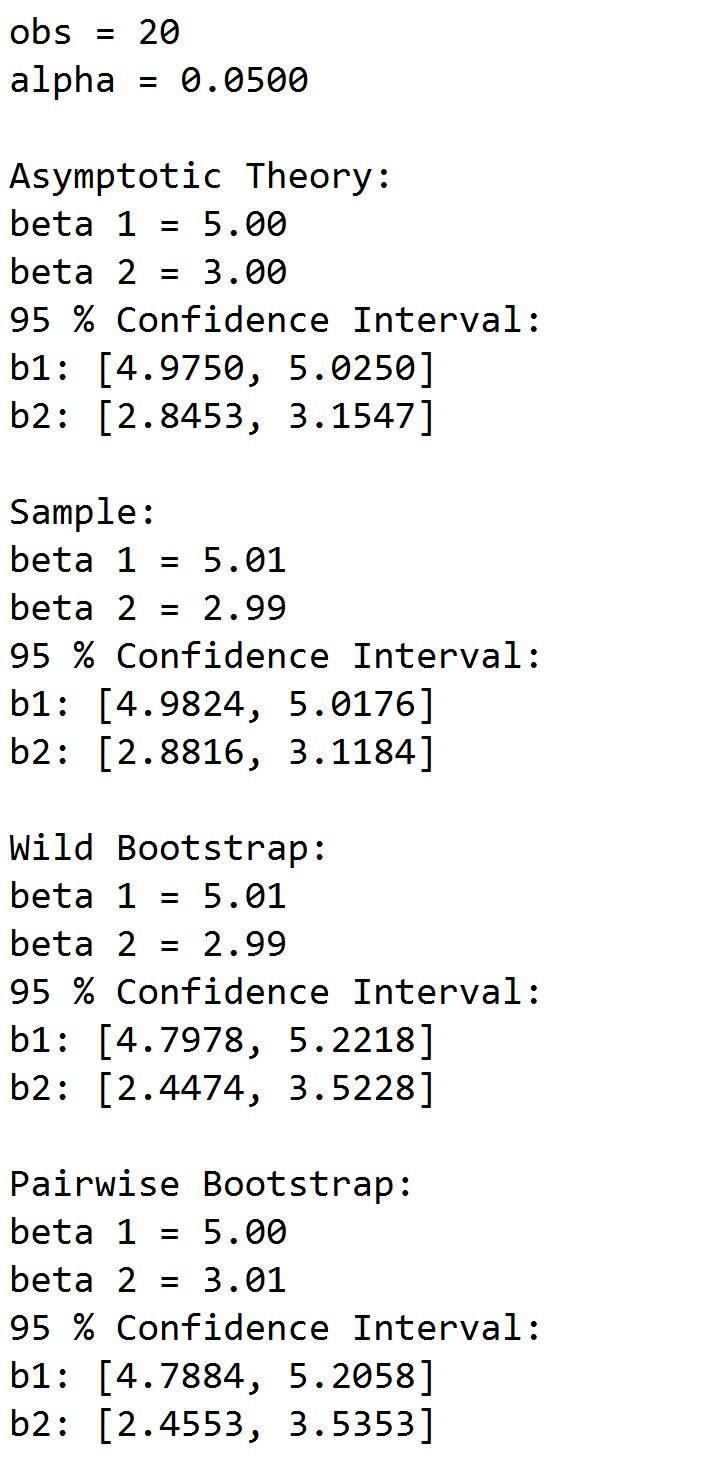 obs = 20
alpha = 0.0500
Asymptotic Theory:
beta 1 = 5.00
beta 2 = 3.00
95 % Confidence Interval:
b1: [4.9750, 5.0250]
b2: [2.8453, 3.1547]
Sample:
beta 1 = 5.01
beta 2 = 2.99
95 % Confidence Interval:
b1: [4.9824, 5.0176]
b2: [2.8816, 3.1184]
Wild Bootstrap:
beta 1 = 5.01
beta 2 = 2.99
95 % Confidence Interval:
b1: [4.7978, 5.2218]
b2: [2.4474, 3.5228]
Pairwise Bootstrap:
beta 1 = 5.00
beta 2 = 3.01
95 % Confidence Interval:
b1: [4.7884, 5.2058]
b2: [2.4553, 3.5353]